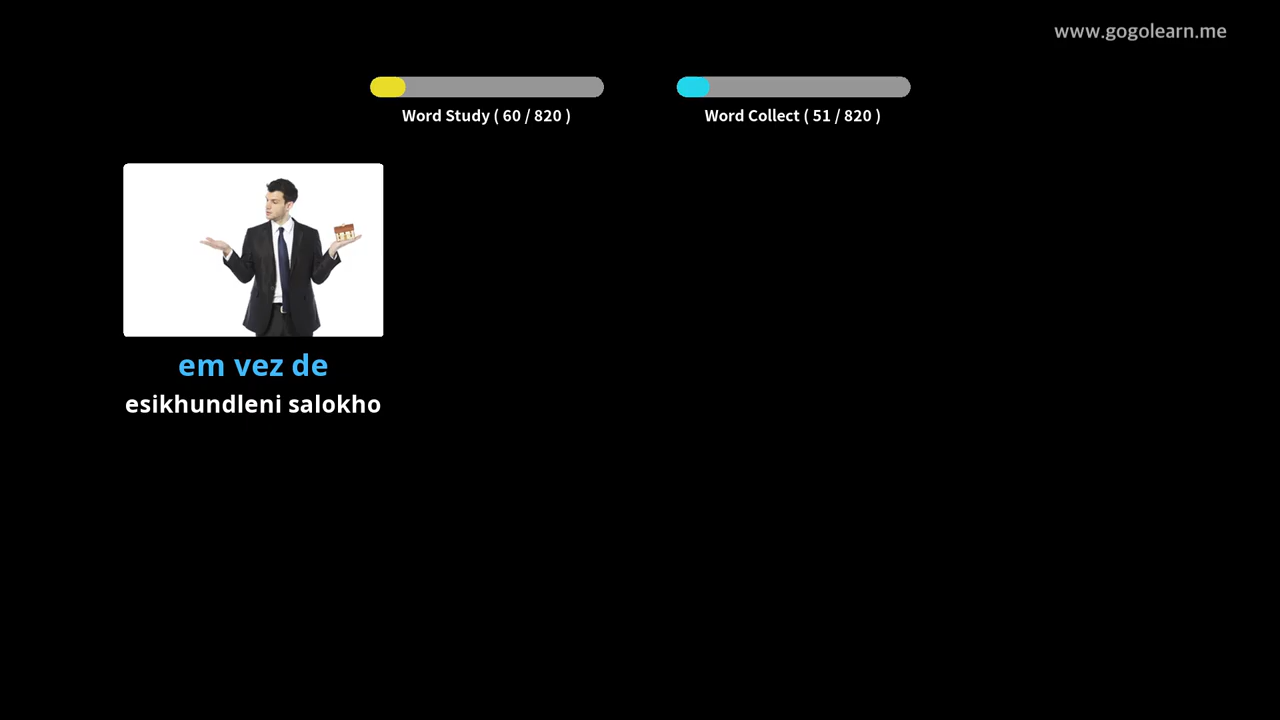 www.gogolearn.me
Word Study ( 60 / 820 )
Word Collect ( 51 / 820 )
em vez de
esikhundleni salokho